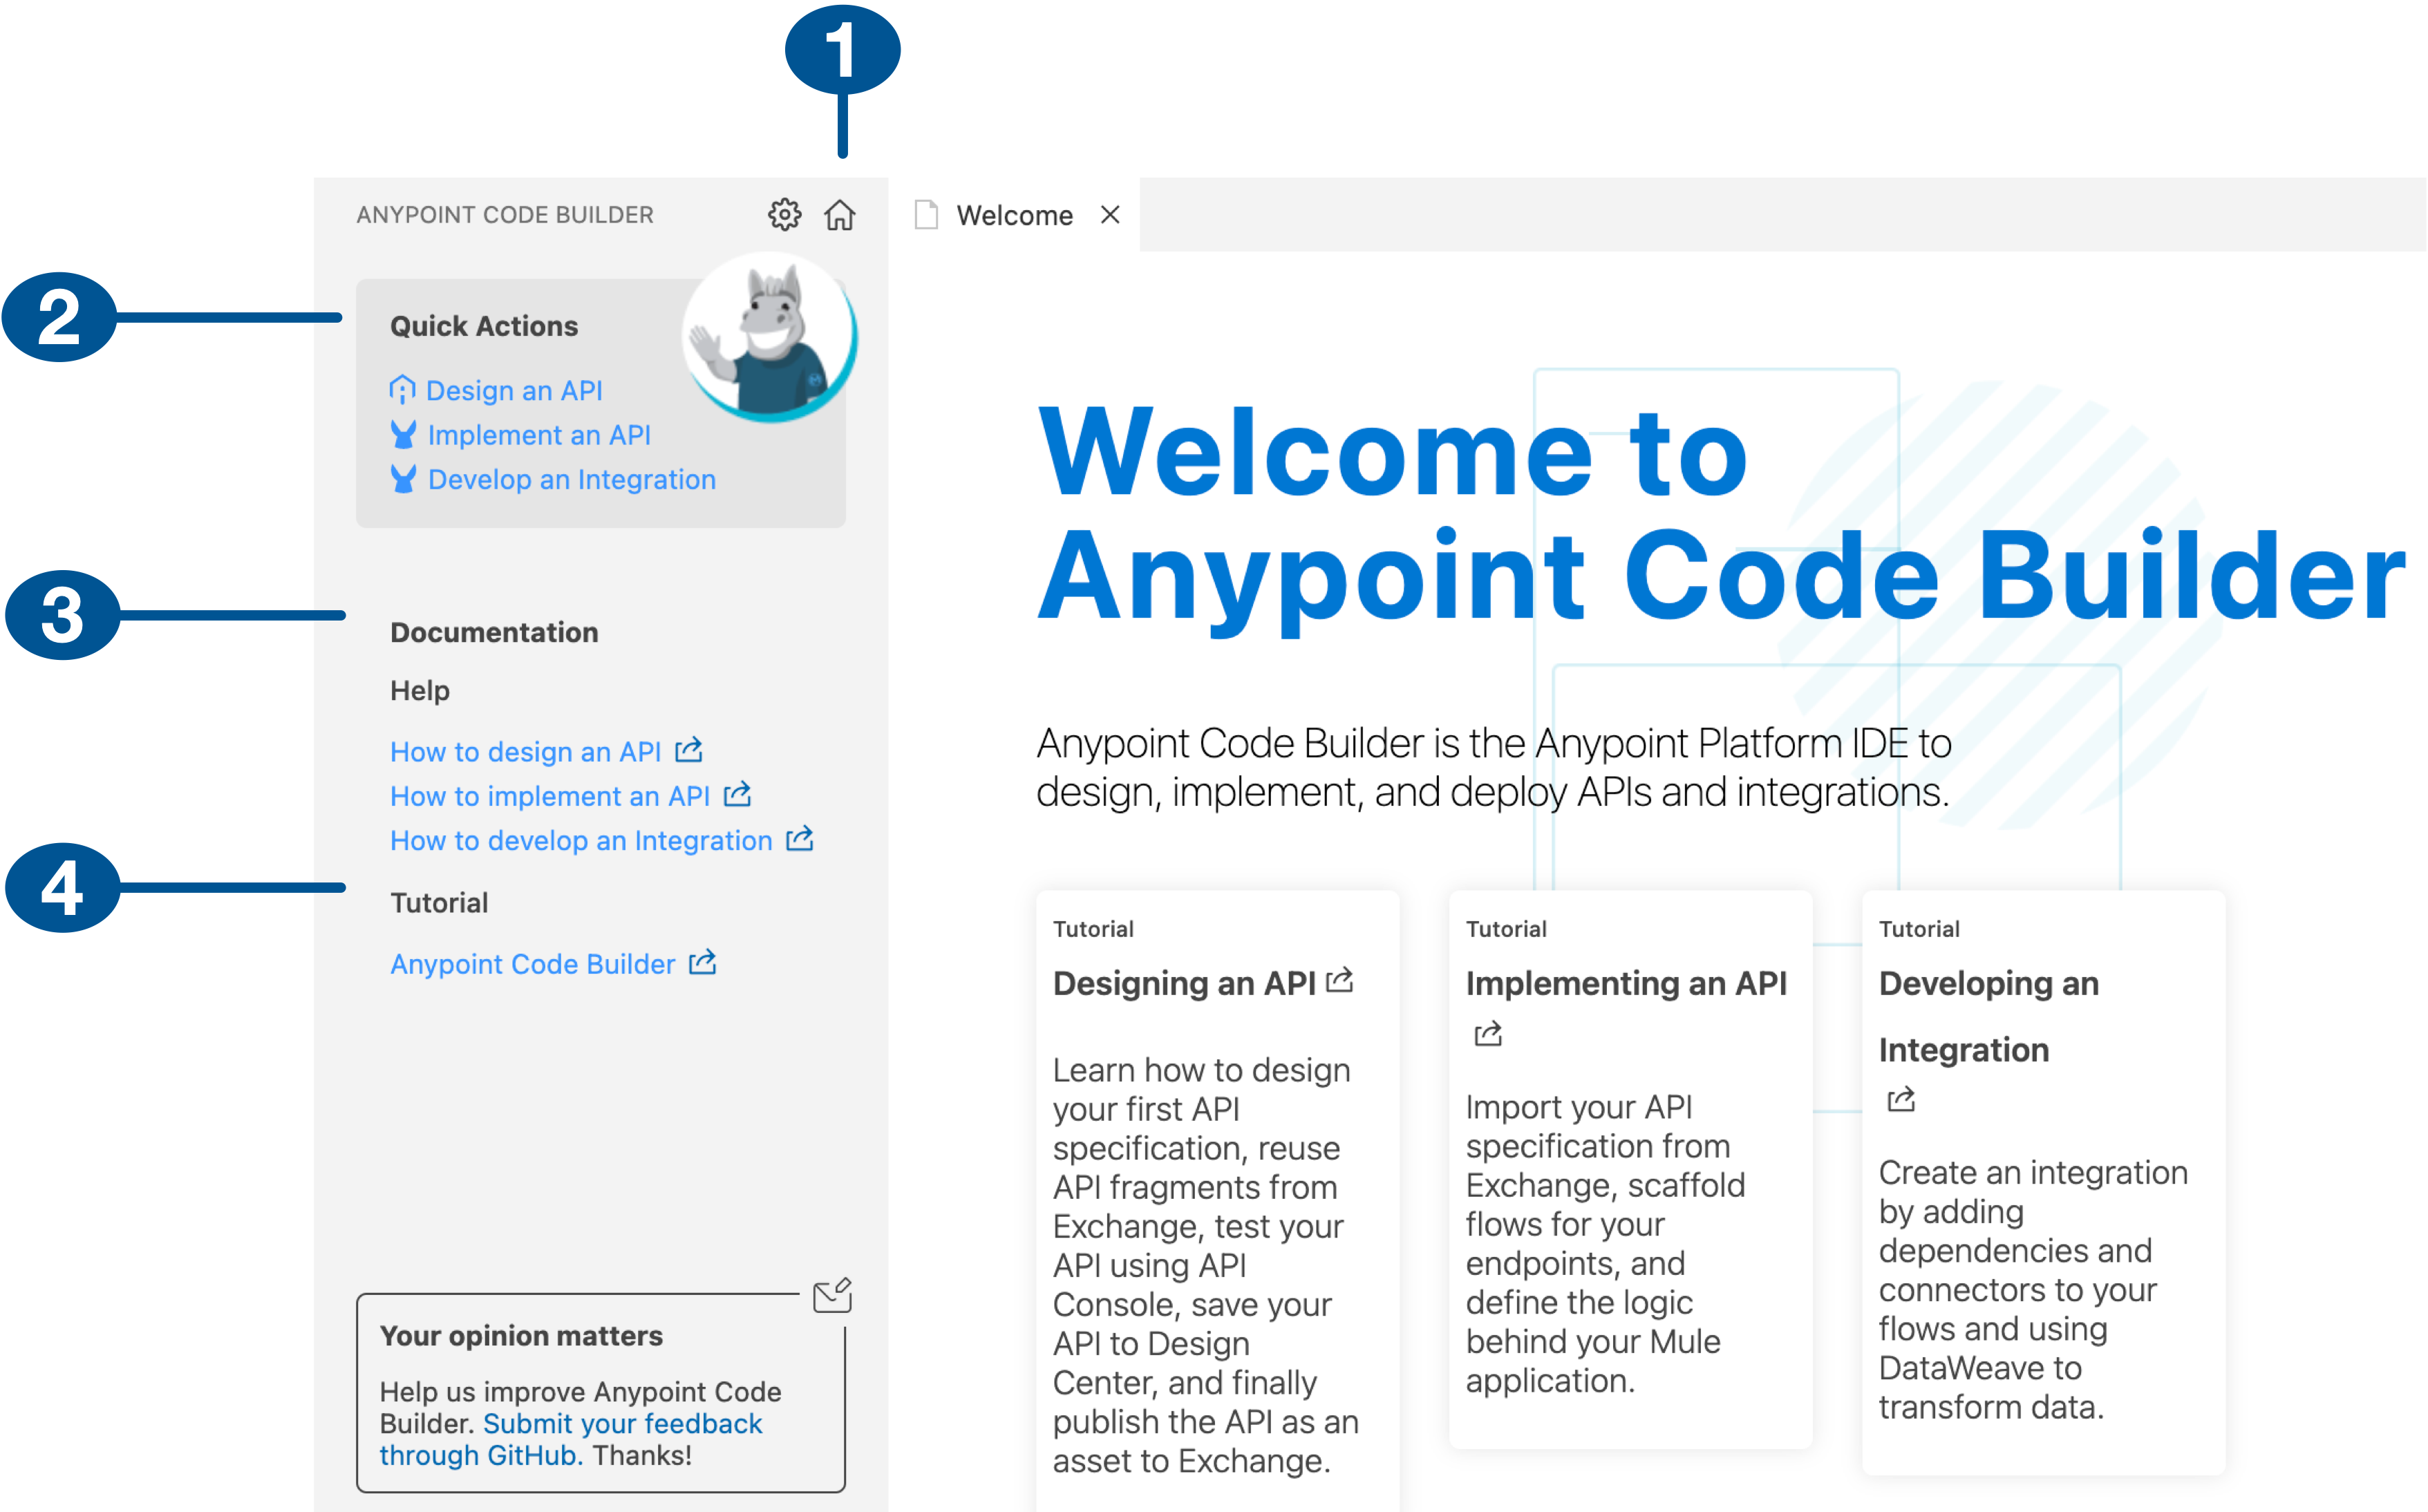 1
ANYPOINT CODE BUILDER
Welcome
2
Quick Actions
Design an API
Implement an API
Develop an Integration
3
Documentation
Help
How to design an API
How to implement an API
How to develop an Integration
4
Tutorial
Anypoint Code Builder
Your opinion matters
Help us improve Anypoint Code
Builder. Submit your feedback
through GitHub. Thanks!
Welcome to
Anypoint Code Builder
Anypoint Code Builder is the Anypoint Platform IDE to
design, implement, and deploy APIs and integrations.
Tutorial
Designing an API
Learn how to design
your first API
specification, reuse
API fragments from
Exchange, test your
API using API
Console, save your
API to Design
Center, and finally
publish the API as an
asset to Exchange.
Tutorial
Implementing an API
Import your API
specification from
Exchange, scaffold
flows for your
endpoints, and
define the logic
behind your Mule
application.
Tutorial
Developing an
Integration
Create an integration
by adding
dependencies and
connectors to your
flows and using
DataWeave to
transform data.